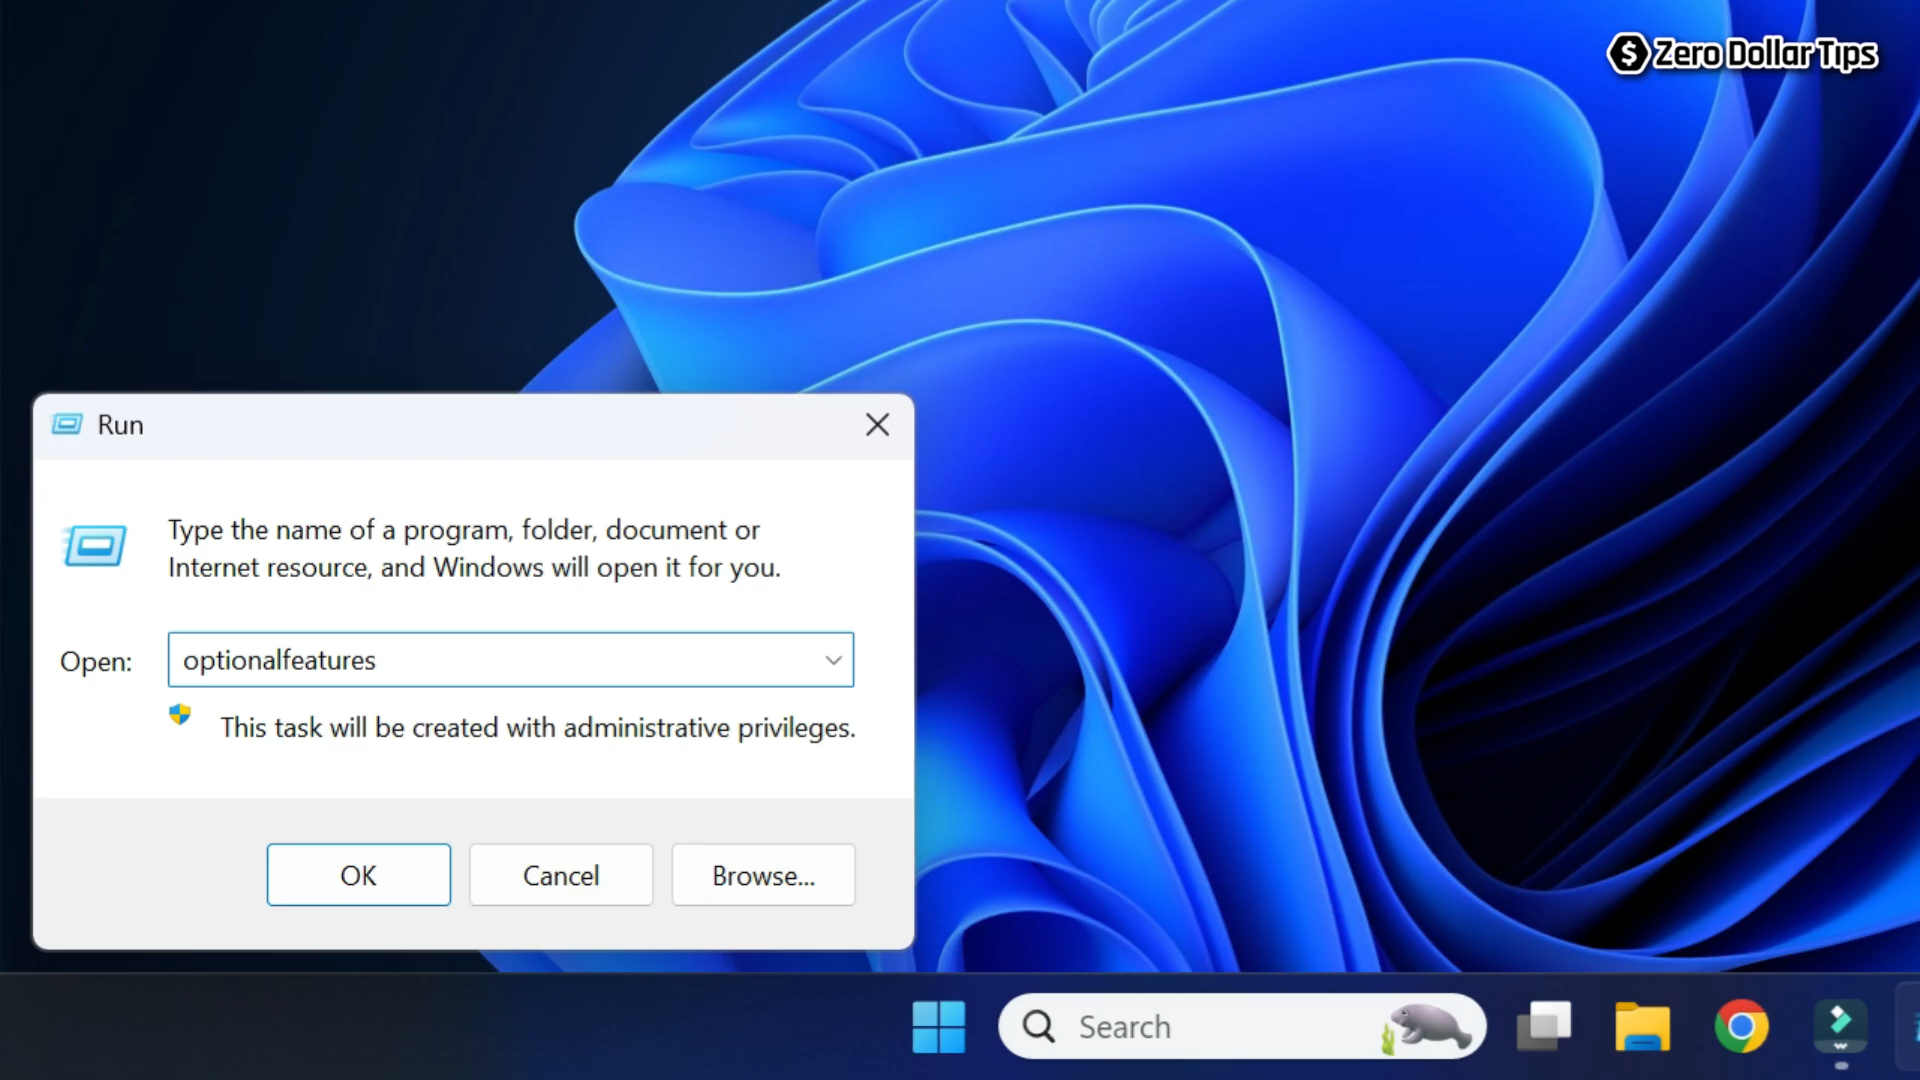 Zero Dollar Tips
Run
Type the name of a program, folder, document or
Internet resource, and Windows will open it for you.
Open: optionalfeatures
This task will be created with administrative privileges.
OK Cancel Browse...
Search